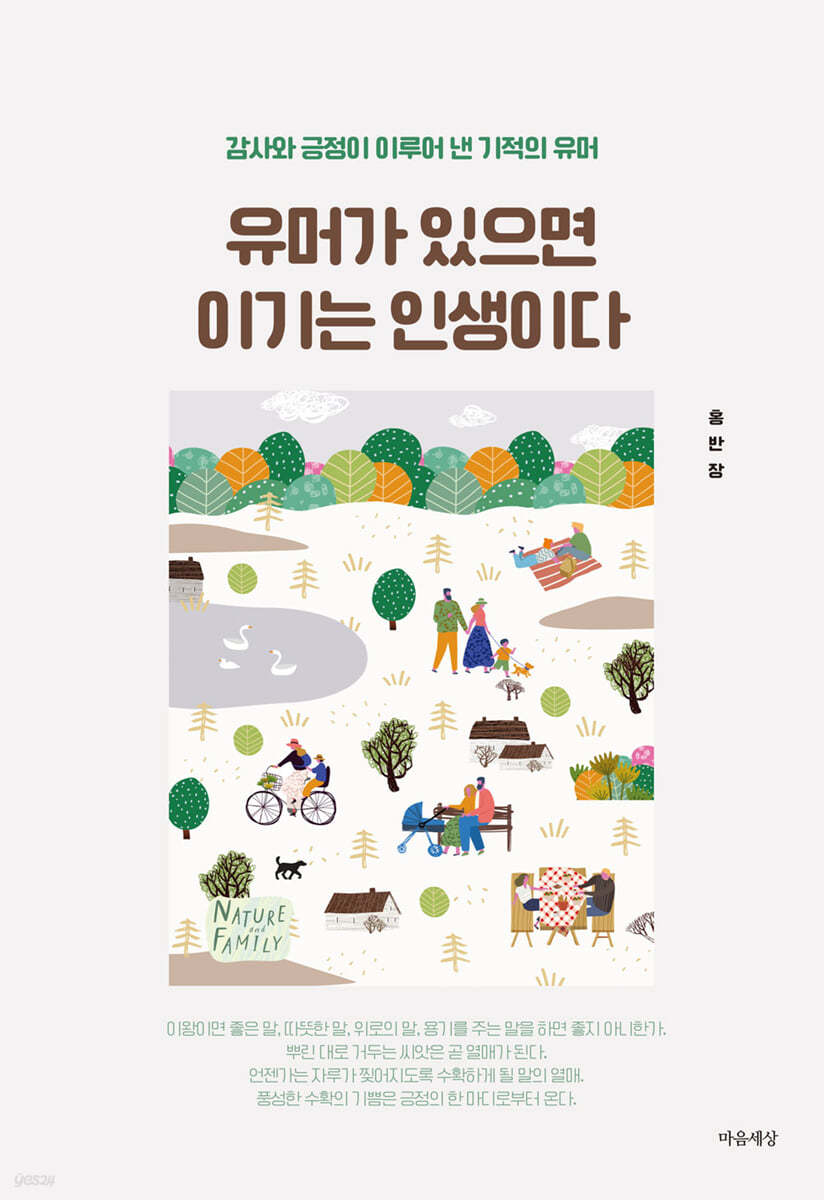 감사와 긍정이 이루어 낸 기적의 유머
유머가 있으면
이기는 인생이다
홍반장
NATURE
and
FAMILY
이왕이면 좋은 말, 따뜻한 말, 위로의 말, 용기를 주는 말을 하면 좋지 아니한가.
뿌린 대로 거두는 씨앗은 곧 열매가 된다.
언젠가는 자루가 찢어지도록 수확하게 될 말의 열매.
풍성한 수확의 기쁨은 긍정의 한 마디로부터 온다.
마음세상
yes24